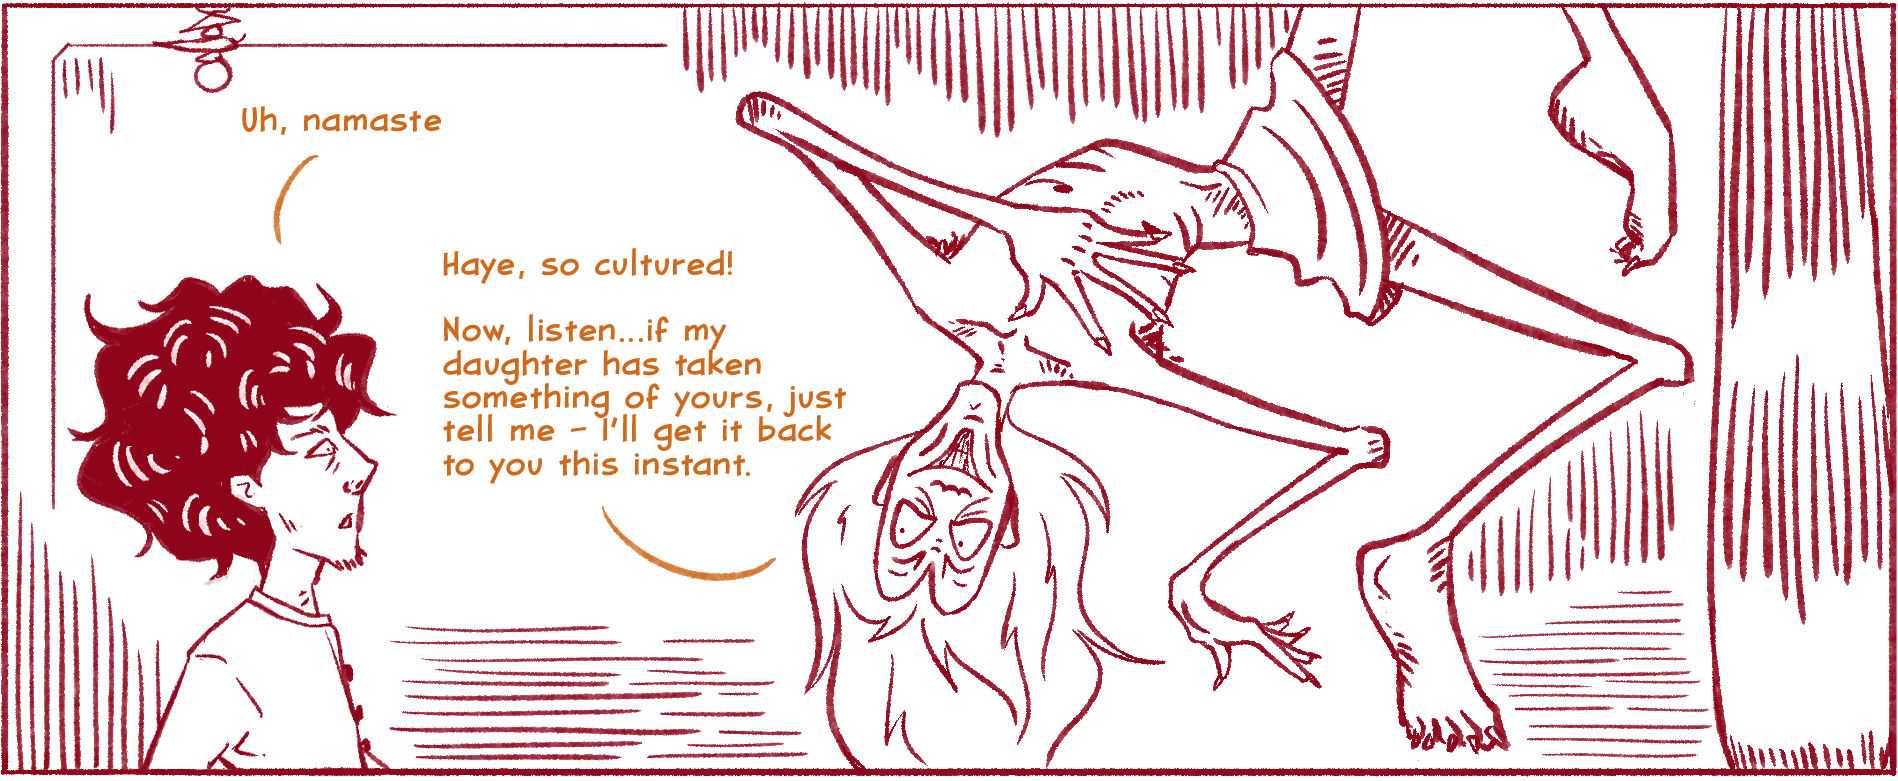 Uh, namaste
Haye, so cultured!
Now, listen...if my
daughter has taken
something of yours, just
tell me - I'll get it back
to you this instant.